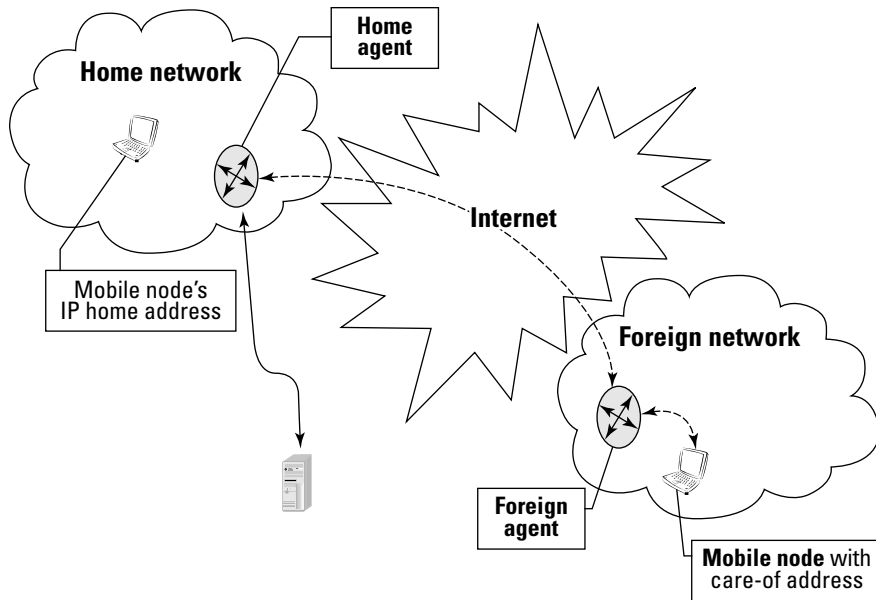 Home
agent
Home network
Internet
Mobile node's
IP home address
Foreign network
Foreign
agent
Mobile node with
care-of address